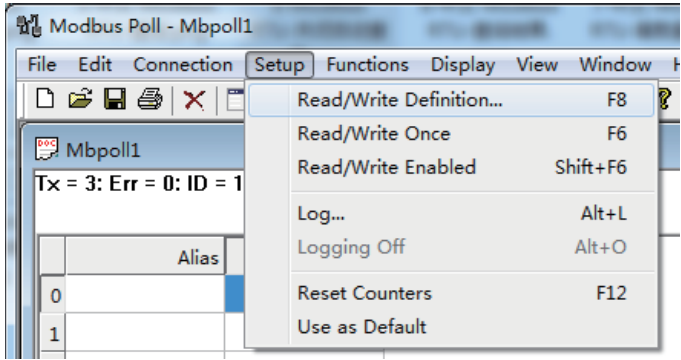 Modbus Poll - Mbpoll1
File Edit Connection Setup Functions Display View Window
Read/Write Definition... F8
Read/Write Once F6
Read/Write Enabled Shift+F6
Log... Alt+L
Logging Off Alt+O
Reset Counters F12
Use as Default
Mbpoll1
Tx = 3: Err = 0: ID = 1
Alias
0
1